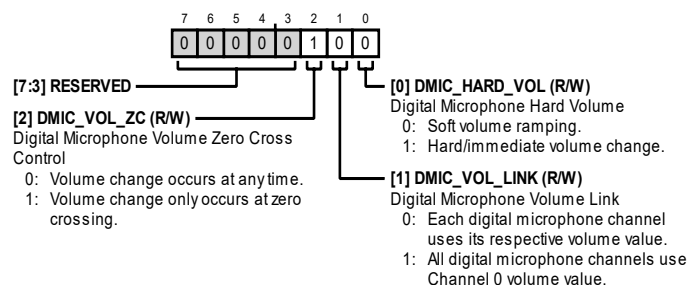 7 6 5 4 3 2 1 0
0 0 0 0 0 1 0 0
[7:3] RESERVED
[2] DMIC_VOL_ZC (R/W)
Digital Microphone Volume Zero Cross
Control
0: Volume change occurs at any time.
1: Volume change only occurs at zero
crossing.
[0] DMIC_HARD_VOL (R/W)
Digital Microphone Hard Volume
0: Soft volume ramping.
1: Hard/immediate volume change.
[1] DMIC_VOL_LINK (R/W)
Digital Microphone Volume Link
0: Each digital microphone channel
uses its respective volume value.
1: All digital microphone channels use
Channel 0 volume value.